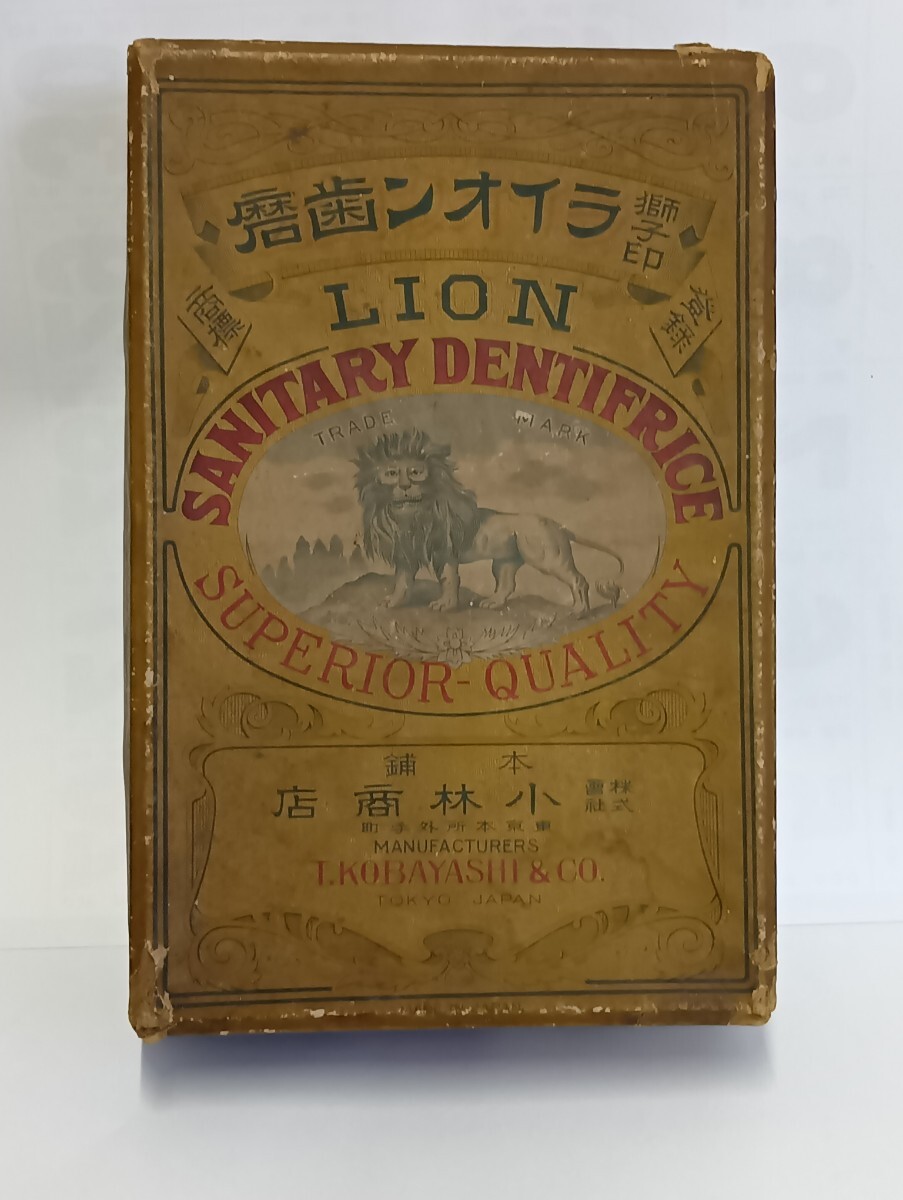 獅子印
ライオン歯磨
登録
商標
LION
SANITARY DENTIFRICE
TRADE MARK
SUPERIOR-QUALITY
本鋪
株式會社
小林商店
東京本所外手町
MANUFACTURERS
T.KOBAYASHI & CO.
TOKYO JAPAN